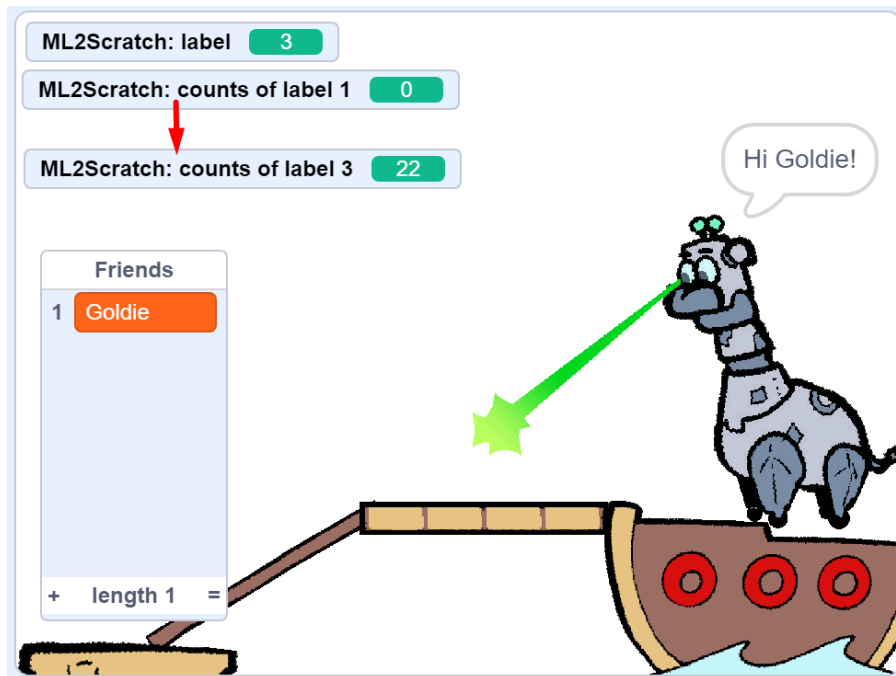 ML2Scratch: label 3
ML2Scratch: counts of label 1 0
ML2Scratch: counts of label 3 22
Hi Goldie!
Friends
1 Goldie
+ length 1 =